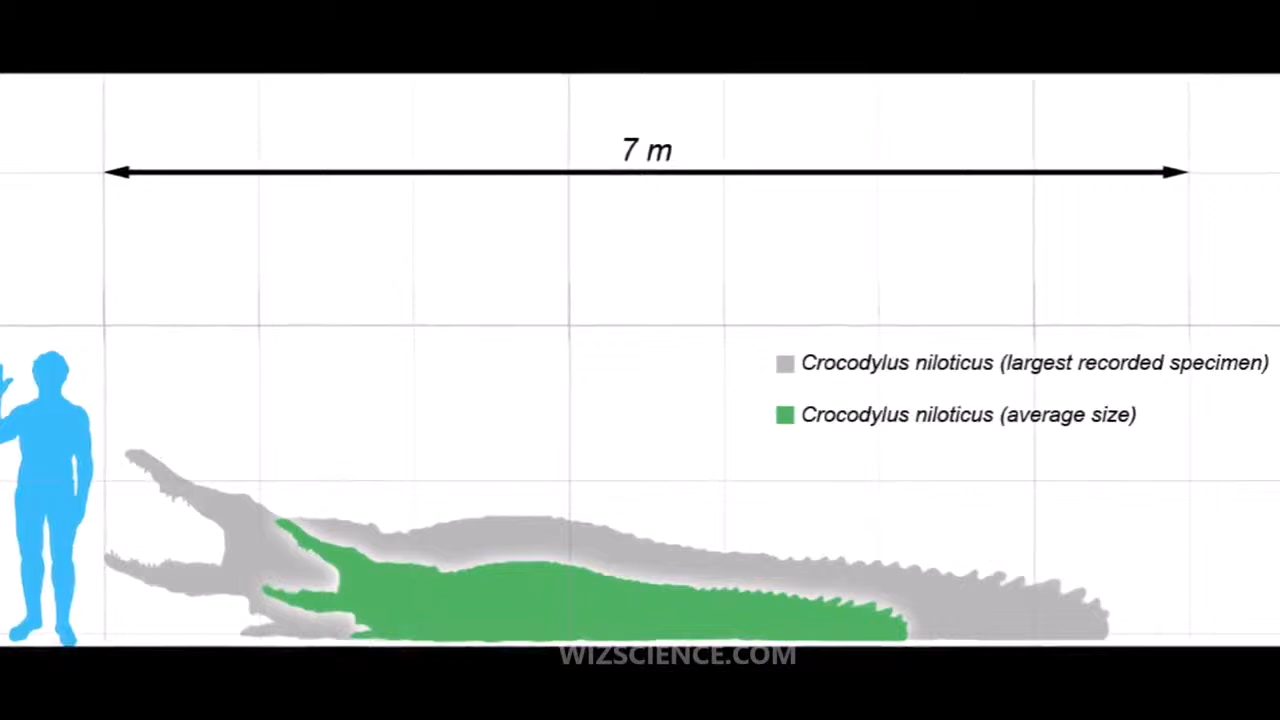 7 m
Crocodylus niloticus (largest recorded specimen)
Crocodylus niloticus (average size)
WIZSCIENCE.COM